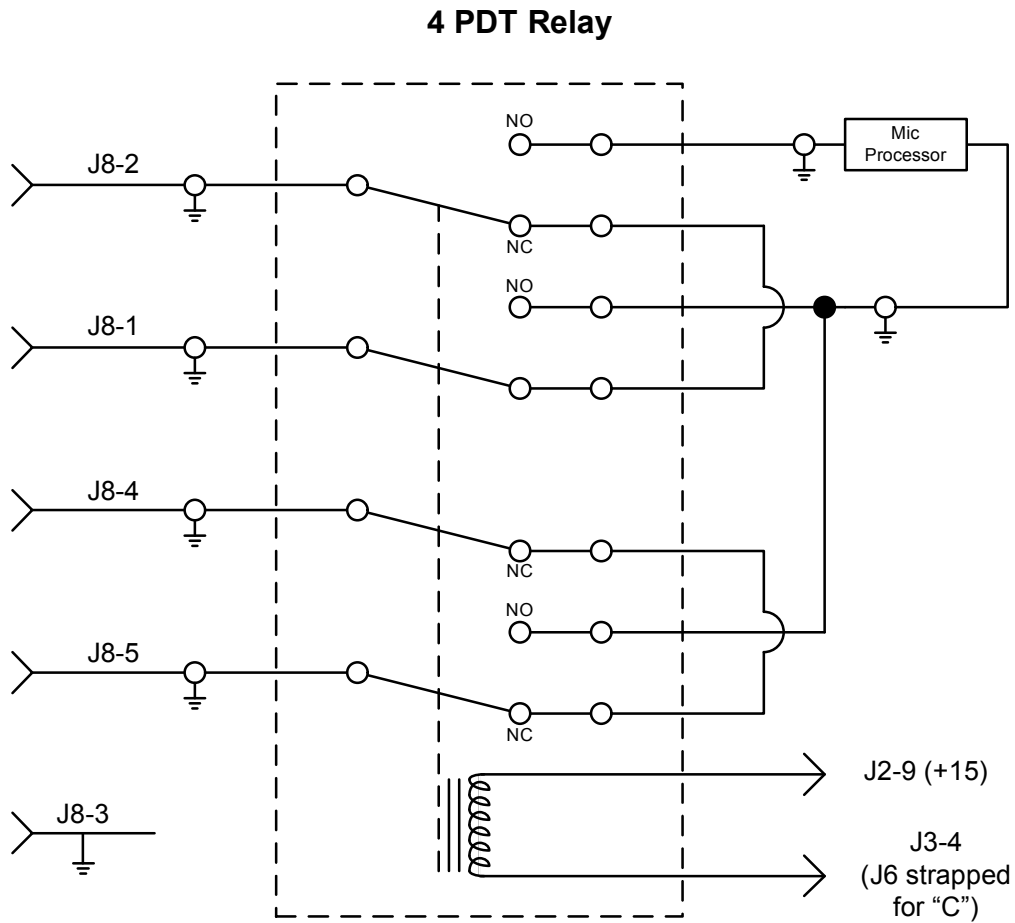 4 PDT Relay
NO
Mic
Processor
J8-2
NC
NO
J8-1
J8-4
NC
NO
J8-5
NC
J2-9 (+15)
J8-3
J3-4
(J6 strapped
for “C”)